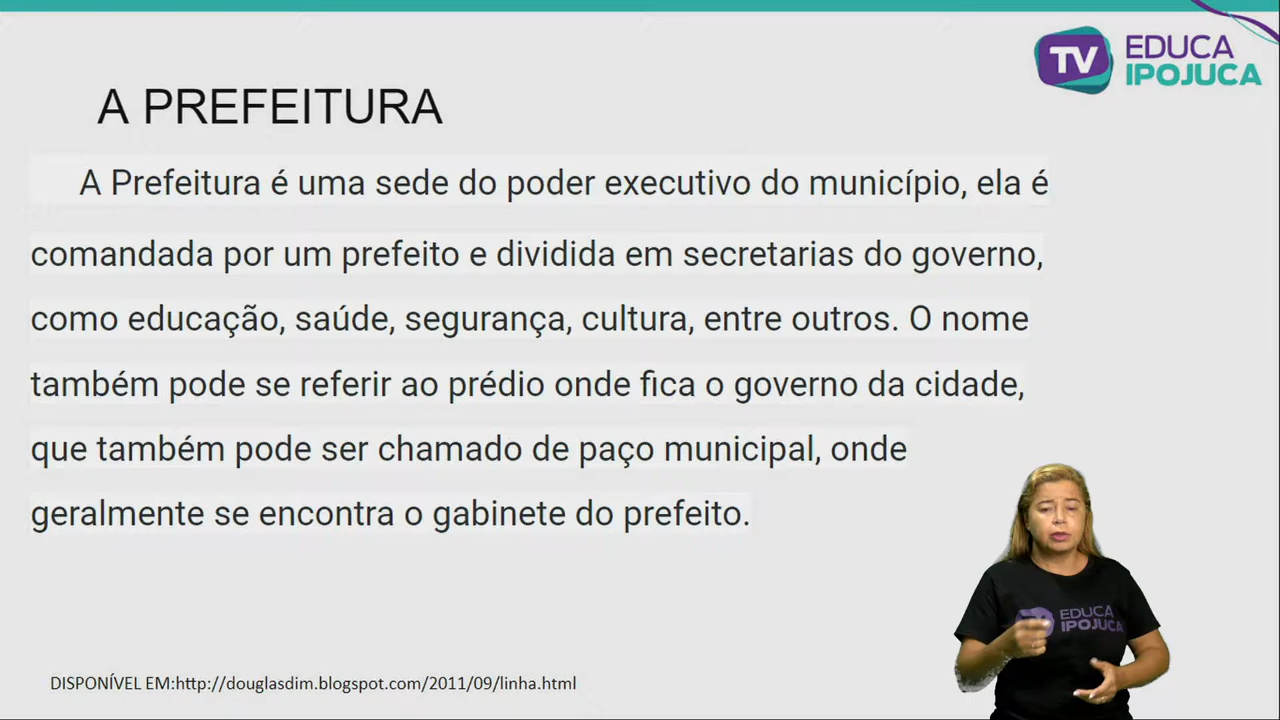 TV EDUCA
IPOJUCA
A PREFEITURA
A Prefeitura é uma sede do poder executivo do município, ela é
comandada por um prefeito e dividida em secretarias do governo,
como educação, saúde, segurança, cultura, entre outros. O nome
também pode se referir ao prédio onde fica o governo da cidade,
que também pode ser chamado de paço municipal, onde
geralmente se encontra o gabinete do prefeito.
EDUCA
IPOJUCA
DISPONÍVEL EM:http://douglasdim.blogspot.com/2011/09/linha.html